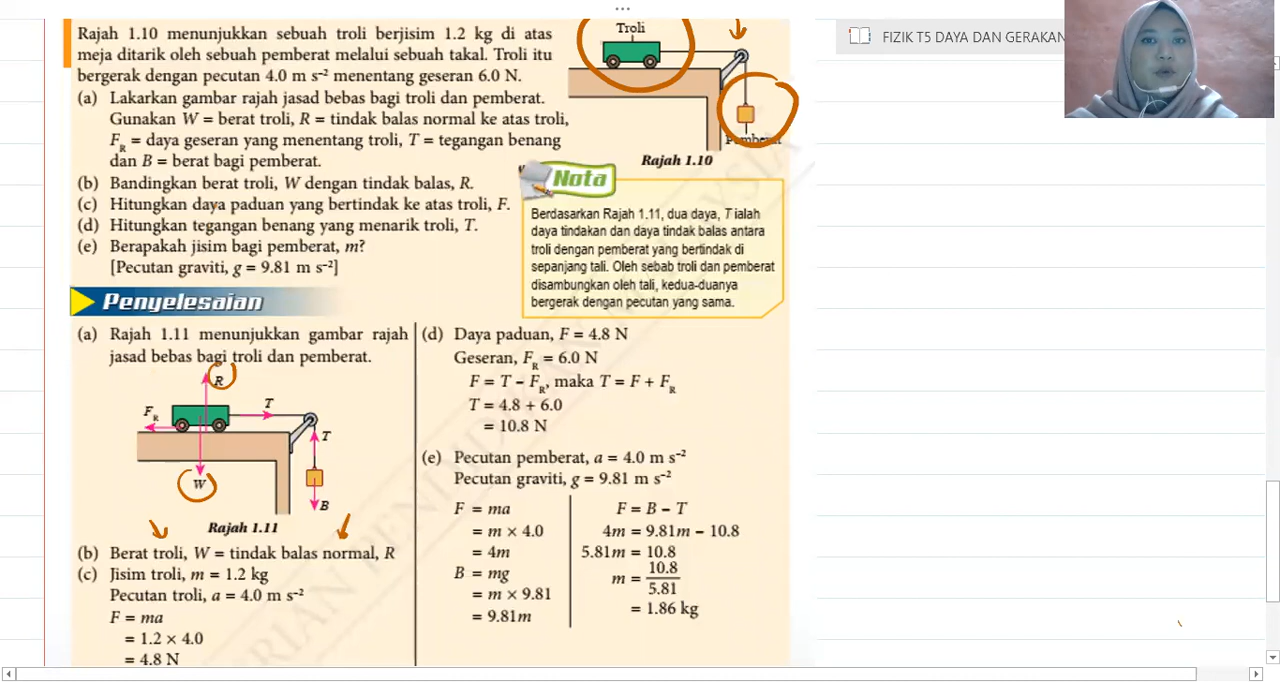 Rajah 1.10 menunjukkan sebuah troli berjisim 1.2 kg di atas
meja ditarik oleh sebuah pemberat melalui sebuah takal. Troli itu
bergerak dengan pecutan 4.0 m s⁻² menentang geseran 6.0 N.
(a) Lakarkan gambar rajah jasad bebas bagi troli dan pemberat.
Gunakan W = berat troli, R = tindak balas normal ke atas troli,
F_R = daya geseran yang menentang troli, T = tegangan benang
dan B = berat bagi pemberat.
(b) Bandingkan berat troli, W dengan tindak balas, R.
(c) Hitungkan daya paduan yang bertindak ke atas troli, F.
(d) Hitungkan tegangan benang yang menarik troli, T.
(e) Berapakah jisim bagi pemberat, m?
[Pecutan graviti, g = 9.81 m s⁻²]
Troli
Pemberat
Rajah 1.10
Nota
Berdasarkan Rajah 1.11, dua daya, T ialah
daya tindakan dan daya tindak balas antara
troli dengan pemberat yang bertindak di
sepanjang tali. Oleh sebab troli dan pemberat
disambungkan oleh tali, kedua-duanya
bergerak dengan pecutan yang sama.
Penyelesaian
(a) Rajah 1.11 menunjukkan gambar rajah
jasad bebas bagi troli dan pemberat.
R
F_R
T
T
W
B
Rajah 1.11
(b) Berat troli, W = tindak balas normal, R
(c) Jisim troli, m = 1.2 kg
Pecutan troli, a = 4.0 m s⁻²
F = ma
= 1.2 × 4.0
= 4.8 N
(d) Daya paduan, F = 4.8 N
Geseran, F_R = 6.0 N
F = T − F_R, maka T = F + F_R
T = 4.8 + 6.0
= 10.8 N
(e) Pecutan pemberat, a = 4.0 m s⁻²
Pecutan graviti, g = 9.81 m s⁻²
F = ma
= m × 4.0
= 4m
B = mg
= m × 9.81
= 9.81m
F = B − T
4m = 9.81m − 10.8
5.81m = 10.8
m = 10.8
5.81
= 1.86 kg
FIZIK T5 DAYA DAN GERAKAN